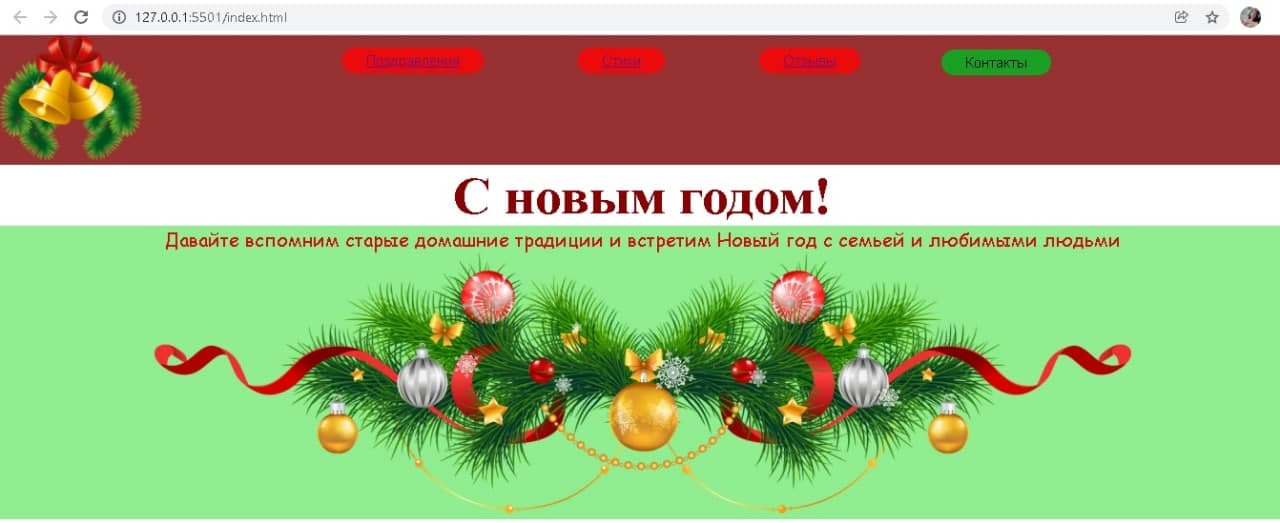 127.0.0.1:5501/index.html
Поздравления Стихи Отзывы Контакты
С новым годом!
Давайте вспомним старые домашние традиции и встретим Новый год с семьей и любимыми людьми